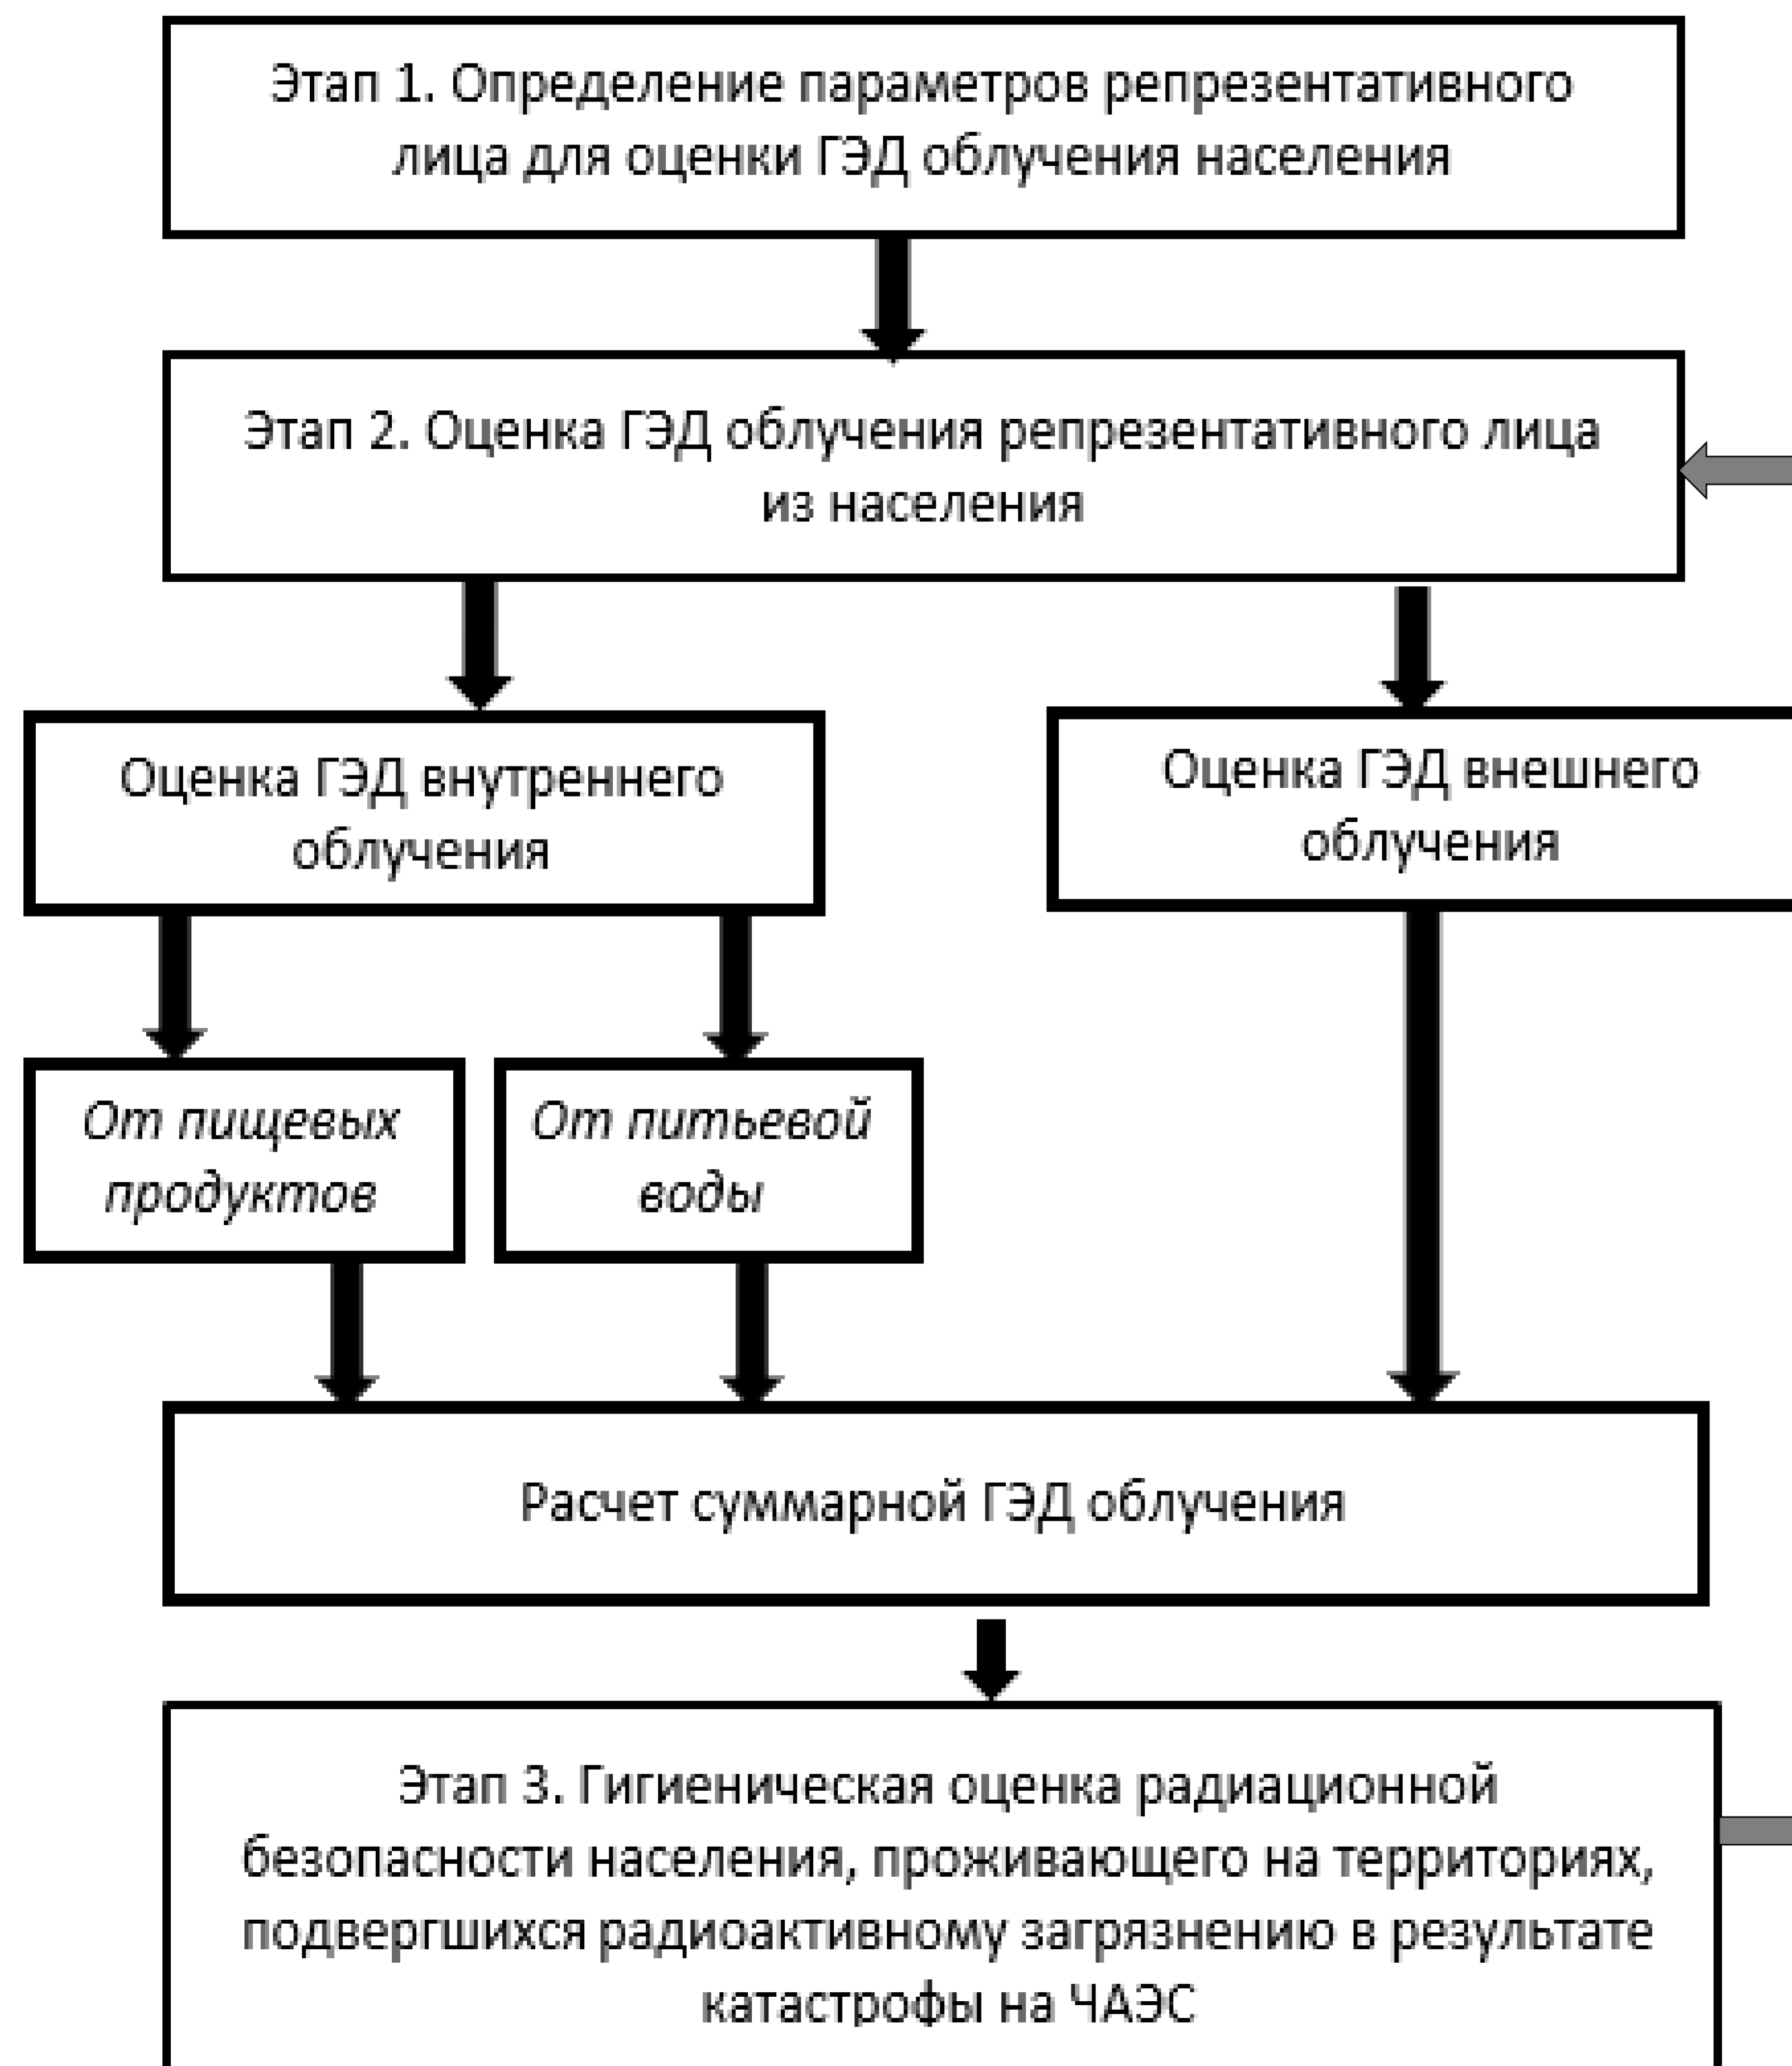 Этап 1. Определение параметров репрезентативного
лица для оценки ГЭД облучения населения
Этап 2. Оценка ГЭД облучения репрезентативного лица
из населения
Оценка ГЭД внутреннего
облучения
Оценка ГЭД внешнего
облучения
От пищевых
продуктов
От питьевой
воды
Расчет суммарной ГЭД облучения
Этап 3. Гигиеническая оценка радиационной
безопасности населения, проживающего на территориях,
подвергшихся радиоактивному загрязнению в результате
катастрофы на ЧАЭС